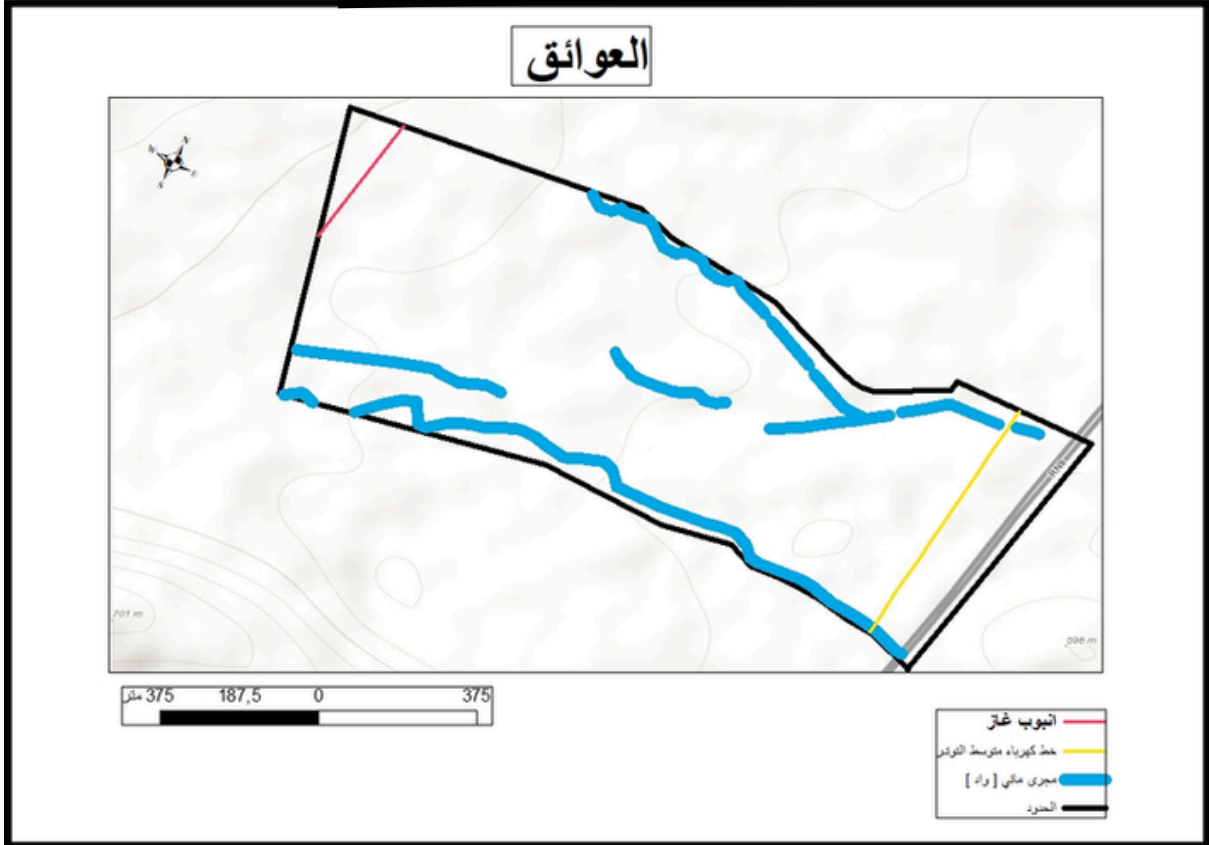 العوائق
N
W
E
S
RN8
701 m
598 m
375 187,5 0 375 متر
انبوب غاز
خط كهرباء متوسط التوتر
مجرى مائي [ واد ]
الحدود